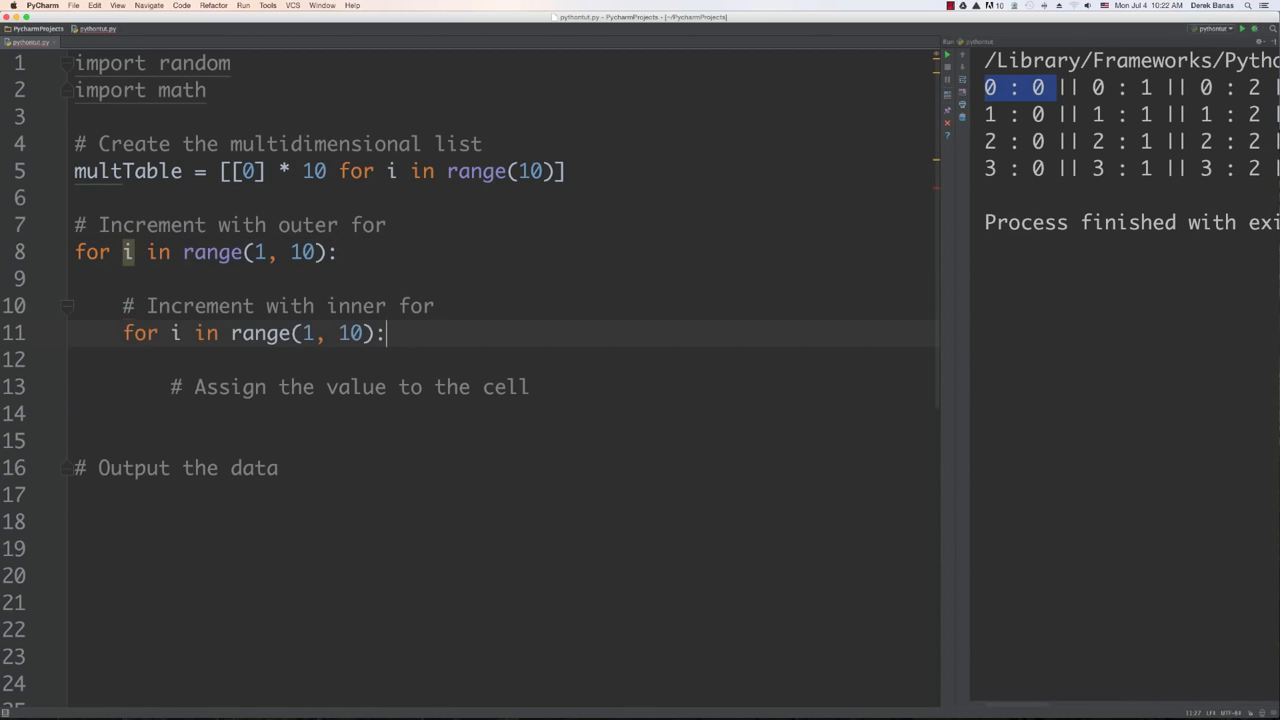 PyCharm File Edit View Navigate Code Refactor Run Tools VCS Window Help 10 Mon Jul 4 10:22 AM Derek Banas
pythontut.py - PycharmProjects - [~/PycharmProjects]
PycharmProjects pythontut.py pythontut
pythontut.py Run: pythontut
1 import random
2 import math
3
4 # Create the multidimensional list
5 multTable = [[0] * 10 for i in range(10)]
6
7 # Increment with outer for
8 for i in range(1, 10):
9
10 # Increment with inner for
11 for i in range(1, 10):
12
13 # Assign the value to the cell
14
15
16 # Output the data
17
18
19
20
21
22
23
24
/Library/Frameworks/Pytho
0 : 0 || 0 : 1 || 0 : 2 |
1 : 0 || 1 : 1 || 1 : 2 |
2 : 0 || 2 : 1 || 2 : 2 |
3 : 0 || 3 : 1 || 3 : 2 |
Process finished with exi
11:27 LF≠ UTF-8≠